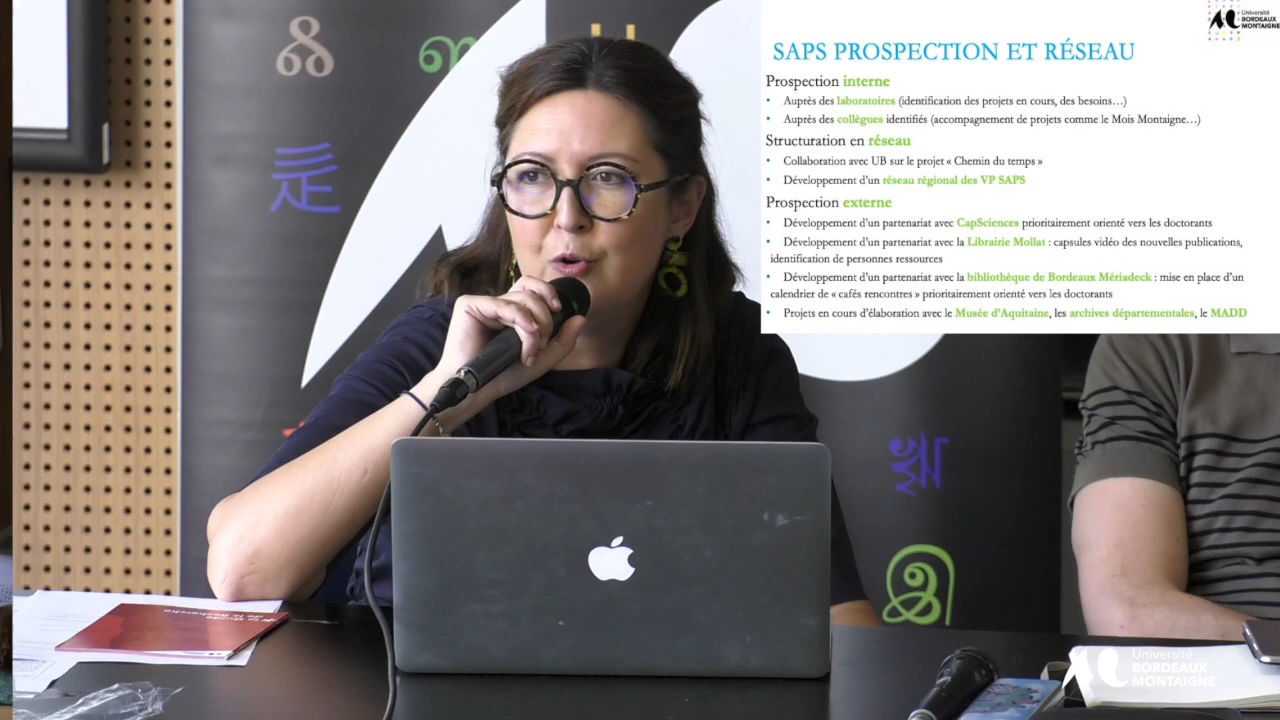 Université
BORDEAUX
MONTAIGNE
SAPS PROSPECTION ET RÉSEAU
Prospection interne
• Auprès des laboratoires (identification des projets en cours, des besoins…)
• Auprès des collègues identifiés (accompagnement de projets comme le Mois Montaigne…)
Structuration en réseau
• Collaboration avec UB sur le projet « Chemin du temps »
• Développement d’un réseau régional des VP SAPS
Prospection externe
• Développement d’un partenariat avec CapSciences prioritairement orienté vers les doctorants
• Développement d’un partenariat avec la Librairie Mollat : capsules vidéo des nouvelles publications,
identification de personnes ressources
• Développement d’un partenariat avec la bibliothèque de Bordeaux Mériadeck : mise en place d’un
calendrier de « cafés rencontres » prioritairement orienté vers les doctorants
• Projets en cours d’élaboration avec le Musée d’Aquitaine, les archives départementales, le MADD
Université
BORDEAUX
MONTAIGNE